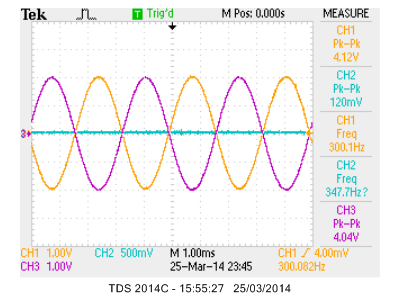 Tek
T Trig'd
M Pos: 0.000s
MEASURE
CH1
Pk-Pk
4.12V
CH2
Pk-Pk
120mV
CH1
Freq
300.1Hz
CH2
Freq
347.7Hz?
CH3
Pk-Pk
4.04V
3
CH1 1.00V CH2 500mV M 1.00ms CH1 / 4.00mV
CH3 1.00V 25-Mar-14 23:45 300.082Hz
TDS 2014C - 15:55:27 25/03/2014